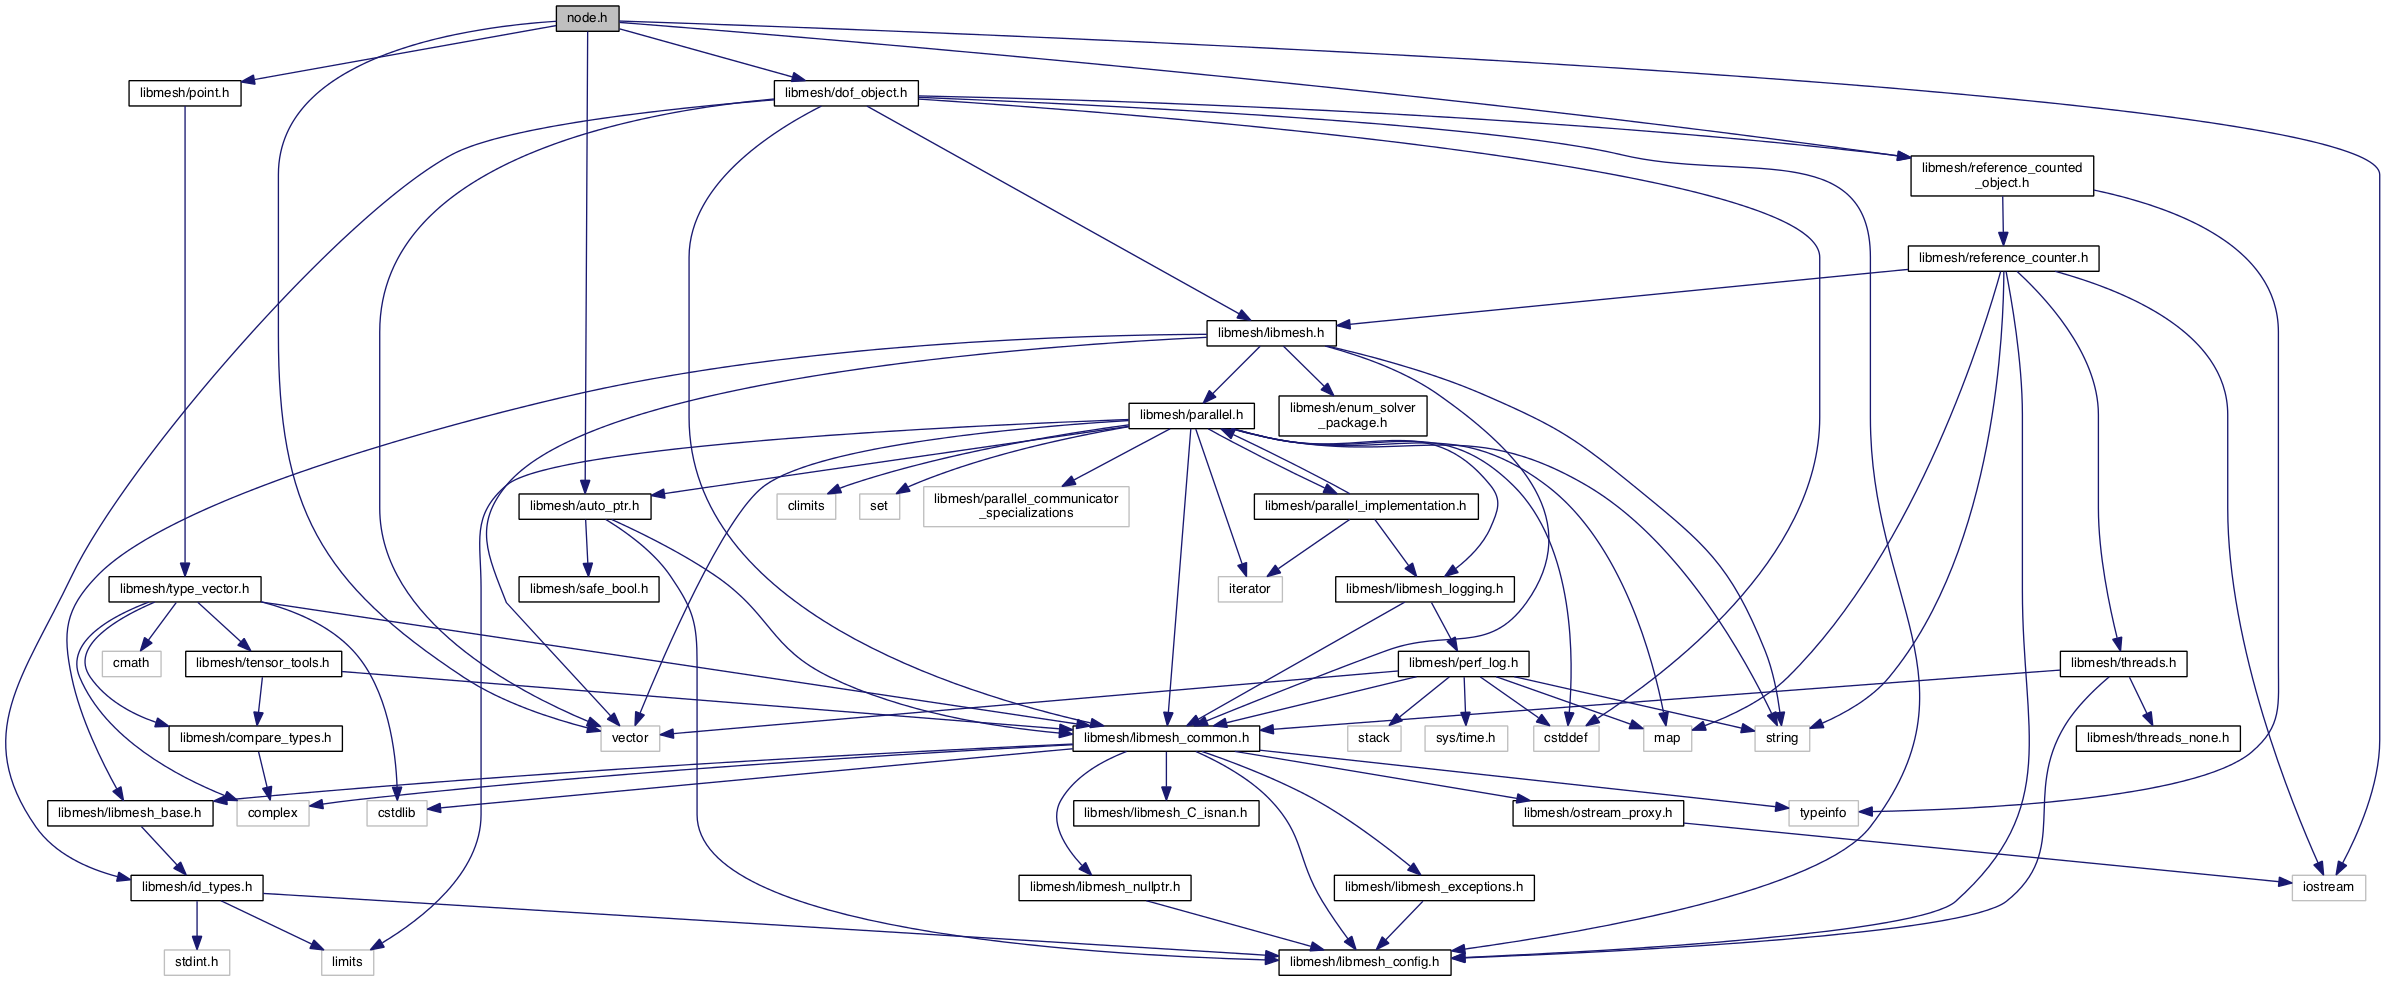 node.h
libmesh/point.h
libmesh/dof_object.h
libmesh/reference_counted
_object.h
libmesh/reference_counter.h
libmesh/libmesh.h
libmesh/parallel.h
libmesh/enum_solver
_package.h
libmesh/auto_ptr.h
climits
set
libmesh/parallel_communicator
_specializations
libmesh/parallel_implementation.h
libmesh/type_vector.h
libmesh/safe_bool.h
iterator
libmesh/libmesh_logging.h
cmath
libmesh/tensor_tools.h
libmesh/perf_log.h
libmesh/threads.h
libmesh/compare_types.h
vector
libmesh/libmesh_common.h
stack
sys/time.h
cstddef
map
string
libmesh/threads_none.h
libmesh/libmesh_base.h
complex
cstdlib
libmesh/libmesh_C_isnan.h
libmesh/ostream_proxy.h
typeinfo
libmesh/id_types.h
libmesh/libmesh_nullptr.h
libmesh/libmesh_exceptions.h
iostream
stdint.h
limits
libmesh/libmesh_config.h